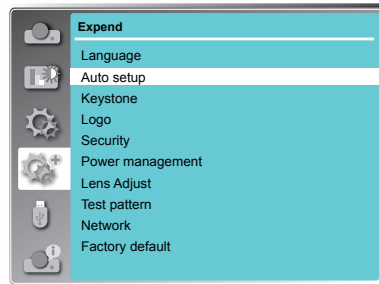 Expend
Language
Auto setup
Keystone
Logo
Security
Power management
Lens Adjust
Test pattern
Network
Factory default